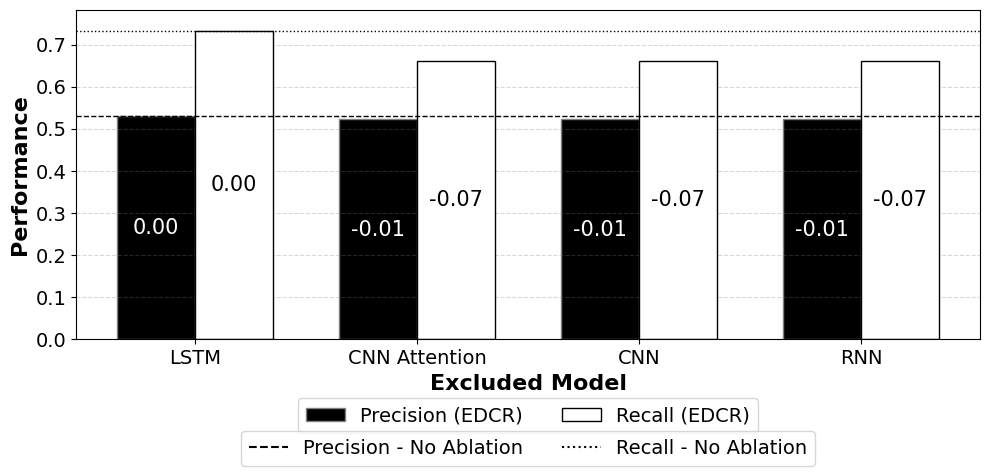 Performance
0.7
0.6
0.5
0.4
0.3
0.2
0.1
0.0
0.00
0.00
-0.01
-0.07
-0.01
-0.07
-0.01
-0.07
LSTM
CNN Attention
CNN
RNN
Excluded Model
Precision (EDCR)
Recall (EDCR)
Precision - No Ablation
Recall - No Ablation